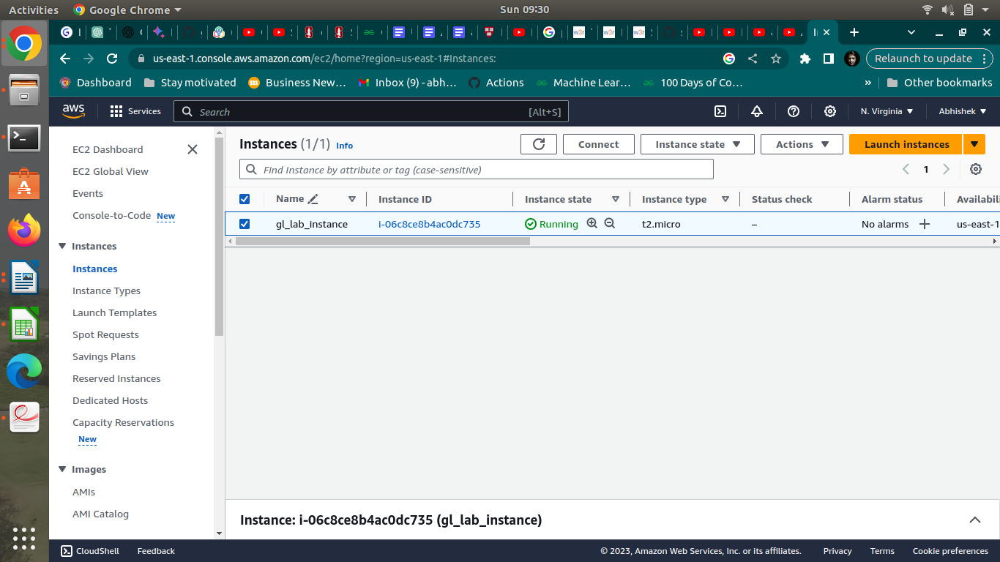 Activities Google Chrome Sun 09:30
us-east-1.console.aws.amazon.com/ec2/home?region=us-east-1#Instances: Relaunch to update
Dashboard Stay motivated Business New… Inbox (9) - abh… Actions Machine Lear… 100 Days of Co… » Other bookmarks
aws Services Search [Alt+S] N. Virginia Abhishek
EC2 Dashboard
EC2 Global View
Events
Console-to-Code New
Instances
Instances
Instance Types
Launch Templates
Spot Requests
Savings Plans
Reserved Instances
Dedicated Hosts
Capacity Reservations
New
Images
AMIs
AMI Catalog
Instances (1/1) Info Connect Instance state Actions Launch instances
Find Instance by attribute or tag (case-sensitive) 1
Name Instance ID Instance state Instance type Status check Alarm status Availabili
gl_lab_instance i-06c8ce8b4ac0dc735 Running t2.micro – No alarms us-east-1
Instance: i-06c8ce8b4ac0dc735 (gl_lab_instance)
CloudShell Feedback © 2023, Amazon Web Services, Inc. or its affiliates. Privacy Terms Cookie preferences